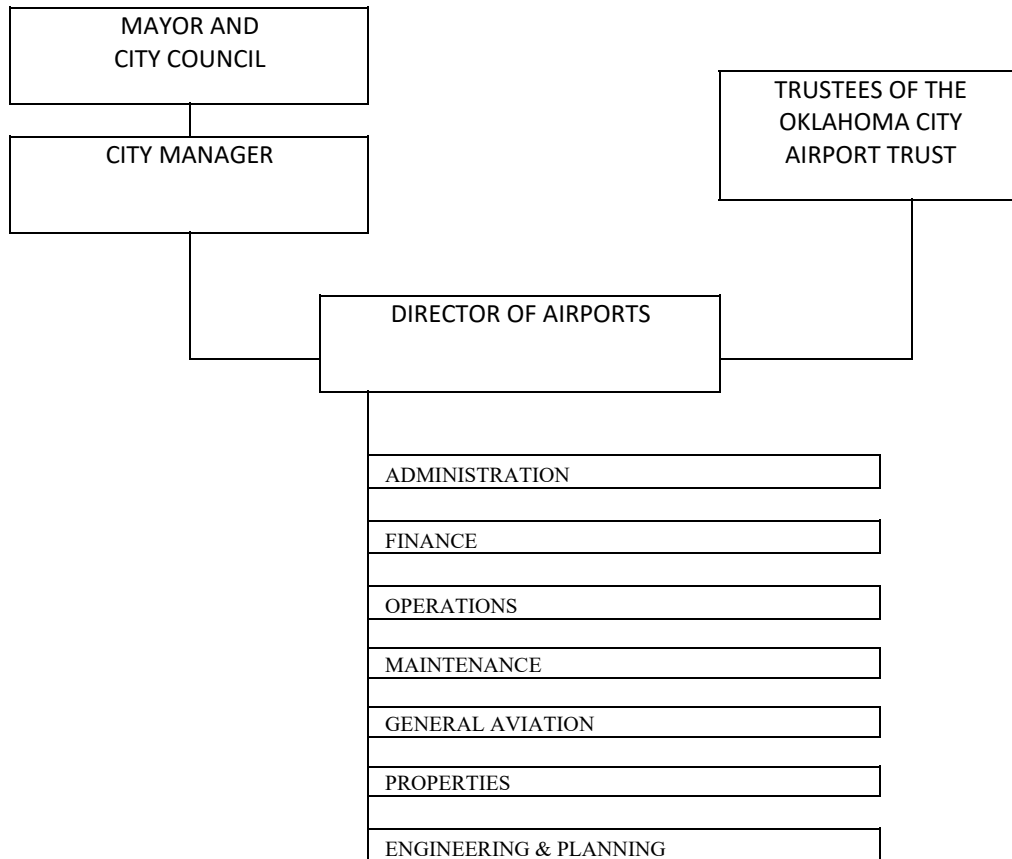 MAYOR AND
CITY COUNCIL
TRUSTEES OF THE
OKLAHOMA CITY
AIRPORT TRUST
CITY MANAGER
DIRECTOR OF AIRPORTS
ADMINISTRATION
FINANCE
OPERATIONS
MAINTENANCE
GENERAL AVIATION
PROPERTIES
ENGINEERING & PLANNING